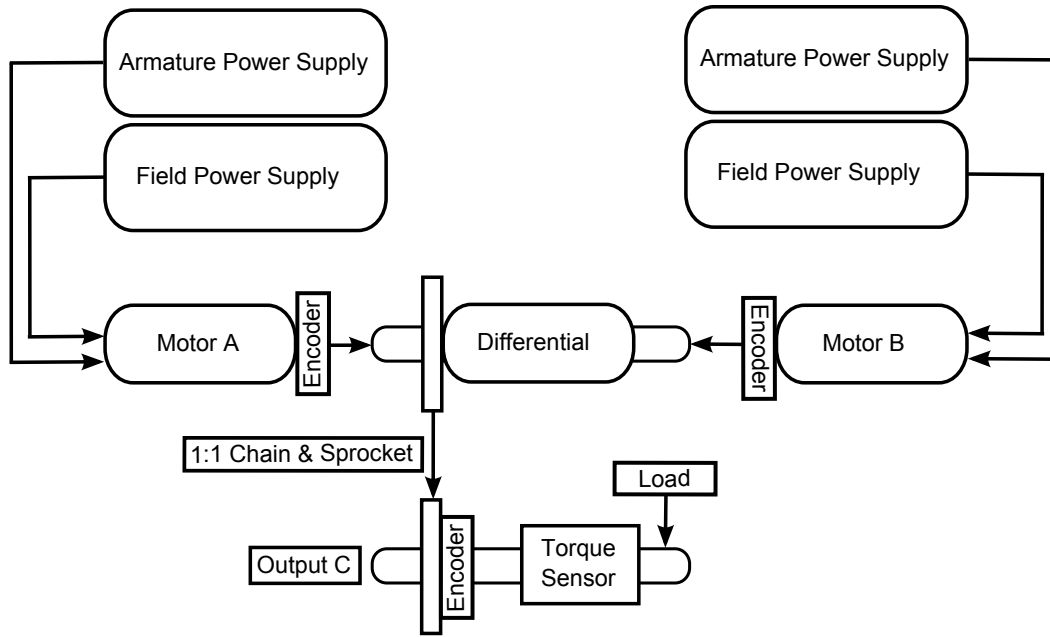 Armature Power Supply
Armature Power Supply
Field Power Supply
Field Power Supply
Motor A
Encoder
Differential
Encoder
Motor B
1:1 Chain & Sprocket
Load
Output C
Encoder
Torque
Sensor